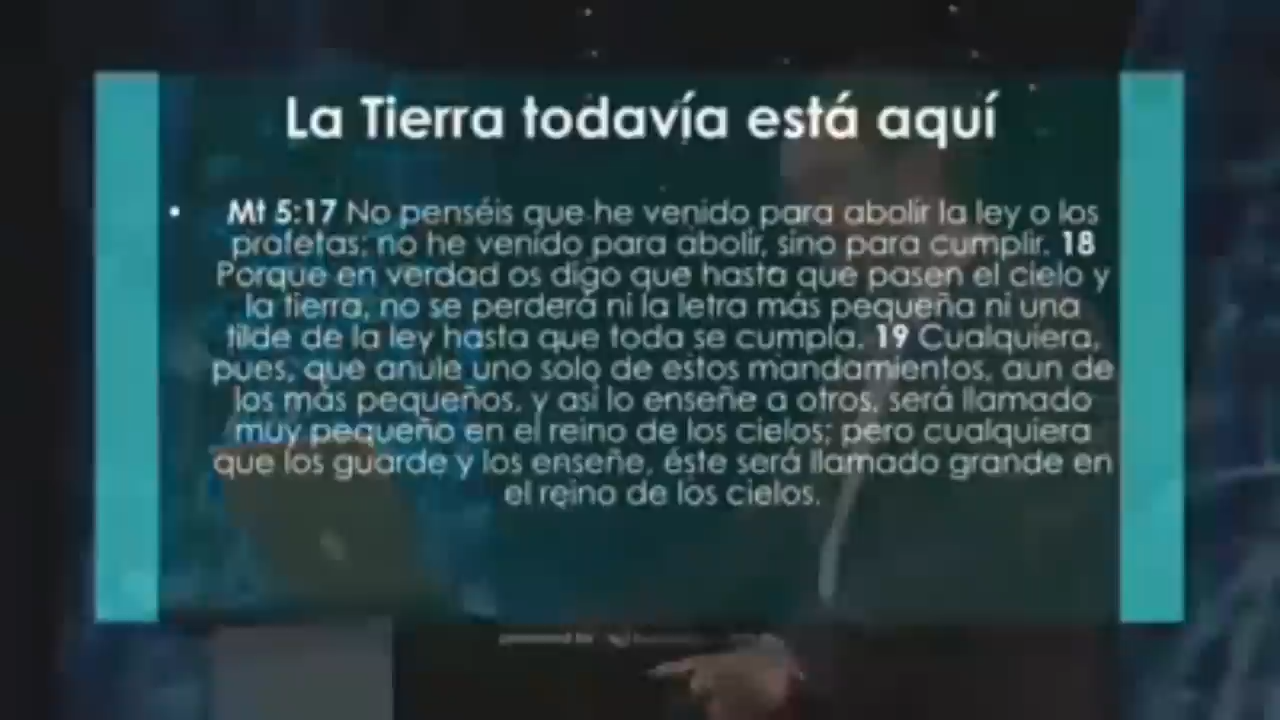 La Tierra todavía está aquí
• Mt 5:17 No penséis que he venido para abolir la ley o los
profetas; no he venido para abolir, sino para cumplir. 18
Porque en verdad os digo que hasta que pasen el cielo y
la tierra, no se perderá ni la letra más pequeña ni una
tilde de la ley hasta que toda se cumpla. 19 Cualquiera,
pues, que anule uno solo de estos mandamientos, aun de
los más pequeños, y así lo enseñe a otros, será llamado
muy pequeño en el reino de los cielos; pero cualquiera
que los guarde y los enseñe, éste será llamado grande en
el reino de los cielos.